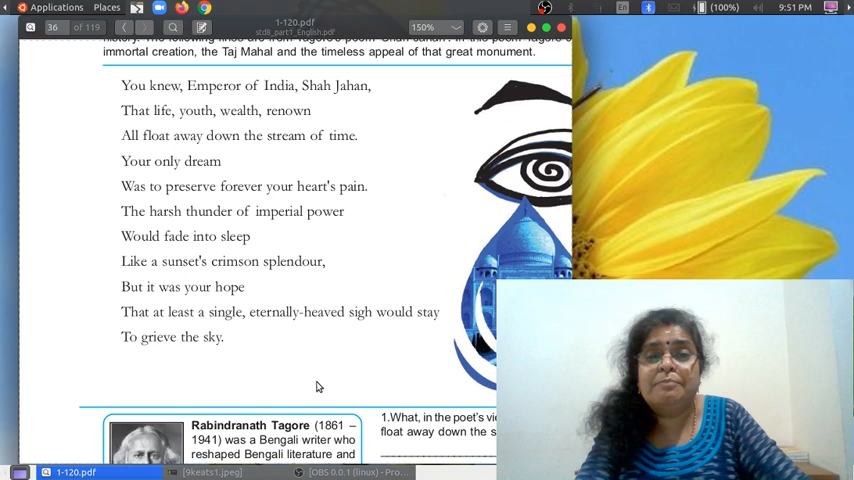 Applications Places En (100%) 9:51 PM
1-120.pdf
std8_part1_English.pdf
36 of 119 150%
immortal creation, the Taj Mahal and the timeless appeal of that great monument.
You knew, Emperor of India, Shah Jahan,
That life, youth, wealth, renown
All float away down the stream of time.
Your only dream
Was to preserve forever your heart's pain.
The harsh thunder of imperial power
Would fade into sleep
Like a sunset's crimson splendour,
But it was your hope
That at least a single, eternally-heaved sigh would stay
To grieve the sky.
Rabindranath Tagore (1861 –
1941) was a Bengali writer who
reshaped Bengali literature and
1.What, in the poet's
float away down the
1-120.pdf [9keats1.jpeg] [OBS 0.0.1 (linux) - Pro...